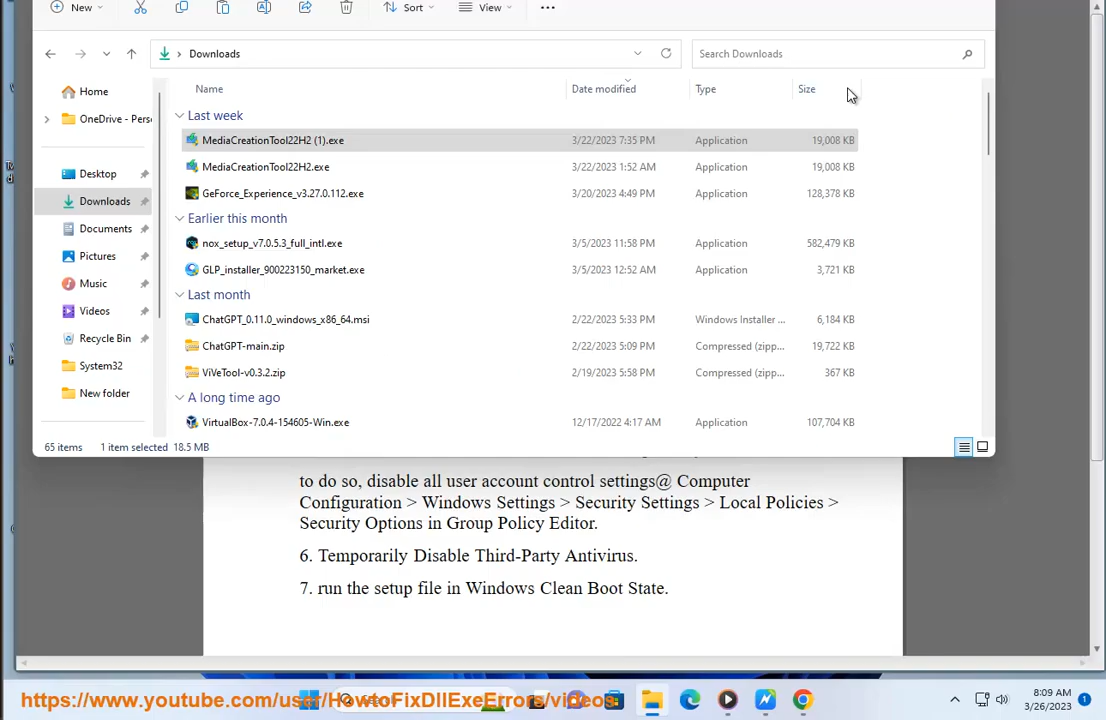 New
Sort
View
Downloads
Search Downloads
Name
Date modified
Type
Size
Home
OneDrive - Perso
Desktop
Downloads
Documents
Pictures
Music
Videos
Recycle Bin
System32
New folder
Last week
MediaCreationTool22H2 (1).exe 3/22/2023 7:35 PM Application 19,008 KB
MediaCreationTool22H2.exe 3/22/2023 1:52 AM Application 19,008 KB
GeForce_Experience_v3.27.0.112.exe 3/20/2023 4:49 PM Application 128,378 KB
Earlier this month
nox_setup_v7.0.5.3_full_intl.exe 3/5/2023 11:58 PM Application 582,479 KB
GLP_installer_900223150_market.exe 3/5/2023 12:52 AM Application 3,721 KB
Last month
ChatGPT_0.11.0_windows_x86_64.msi 2/22/2023 5:33 PM Windows Installer ... 6,184 KB
ChatGPT-main.zip 2/22/2023 5:09 PM Compressed (zipp... 19,722 KB
ViVeTool-v0.3.2.zip 2/19/2023 5:58 PM Compressed (zipp... 367 KB
A long time ago
VirtualBox-7.0.4-154605-Win.exe 12/17/2022 4:17 AM Application 107,704 KB
65 items 1 item selected 18.5 MB
to do so, disable all user account control settings@ Computer
Configuration > Windows Settings > Security Settings > Local Policies >
Security Options in Group Policy Editor.
6. Temporarily Disable Third-Party Antivirus.
7. run the setup file in Windows Clean Boot State.
https://www.youtube.com/user/HowtoFixDllExeErrors/videos
8:09 AM
3/26/2023
1